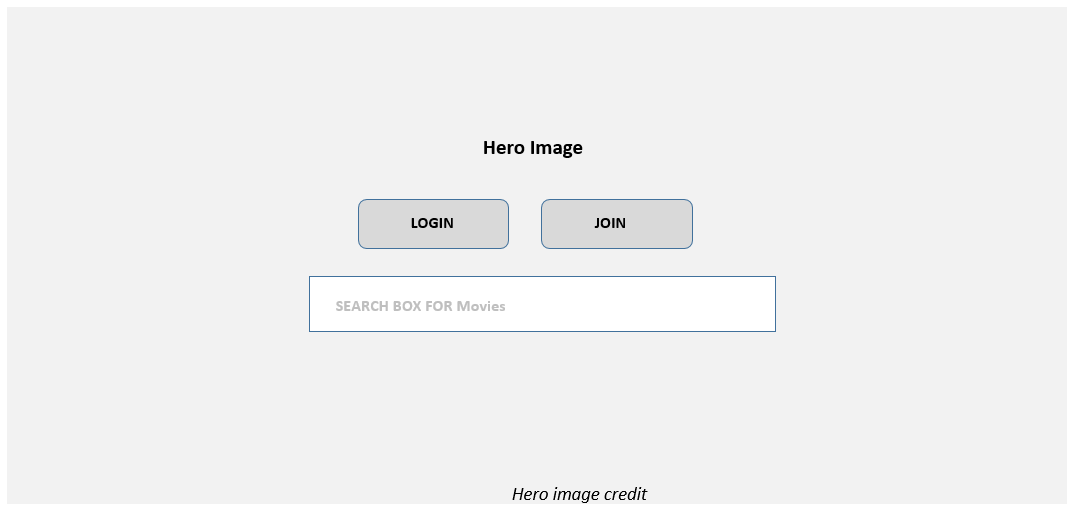 Hero Image
LOGIN
JOIN
SEARCH BOX FOR Movies
Hero image credit